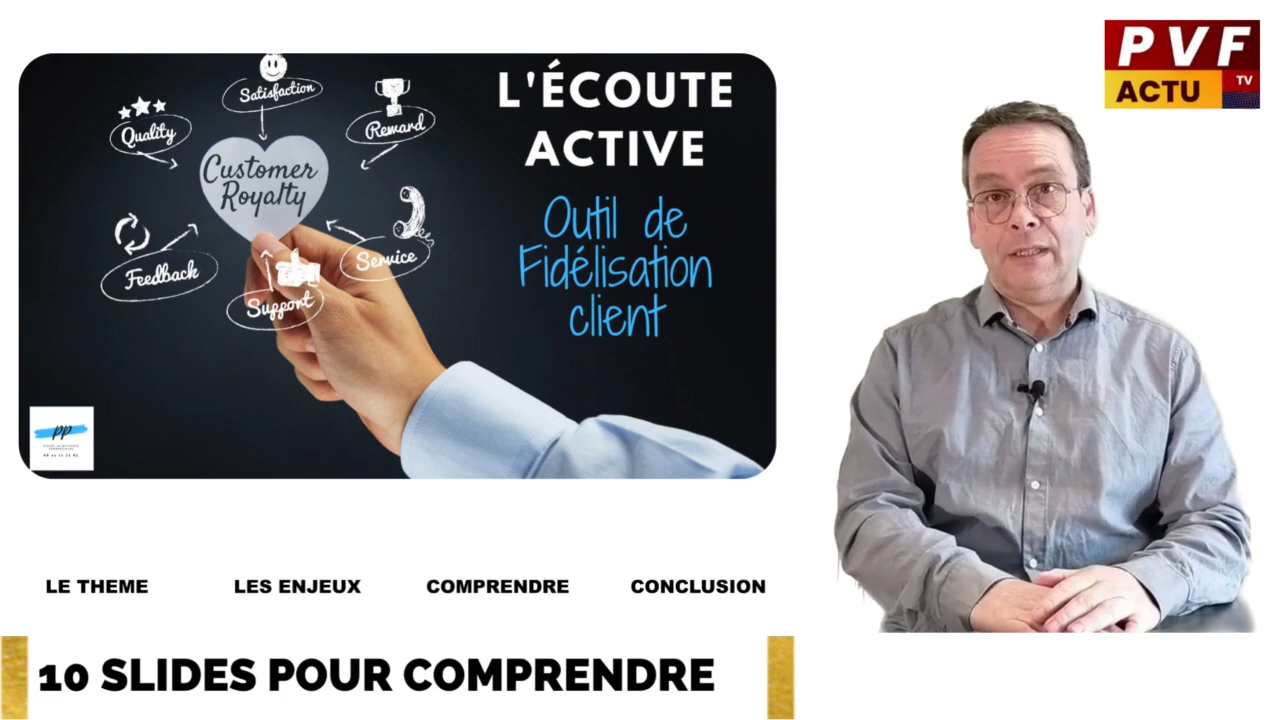 PVF
ACTU
TV
L'ÉCOUTE
ACTIVE
Outil de
Fidélisation
client
Satisfaction
Quality
Reward
Customer
Royalty
Feedback
Service
Support
PP
LE THEME
LES ENJEUX
COMPRENDRE
CONCLUSION
10 SLIDES POUR COMPRENDRE